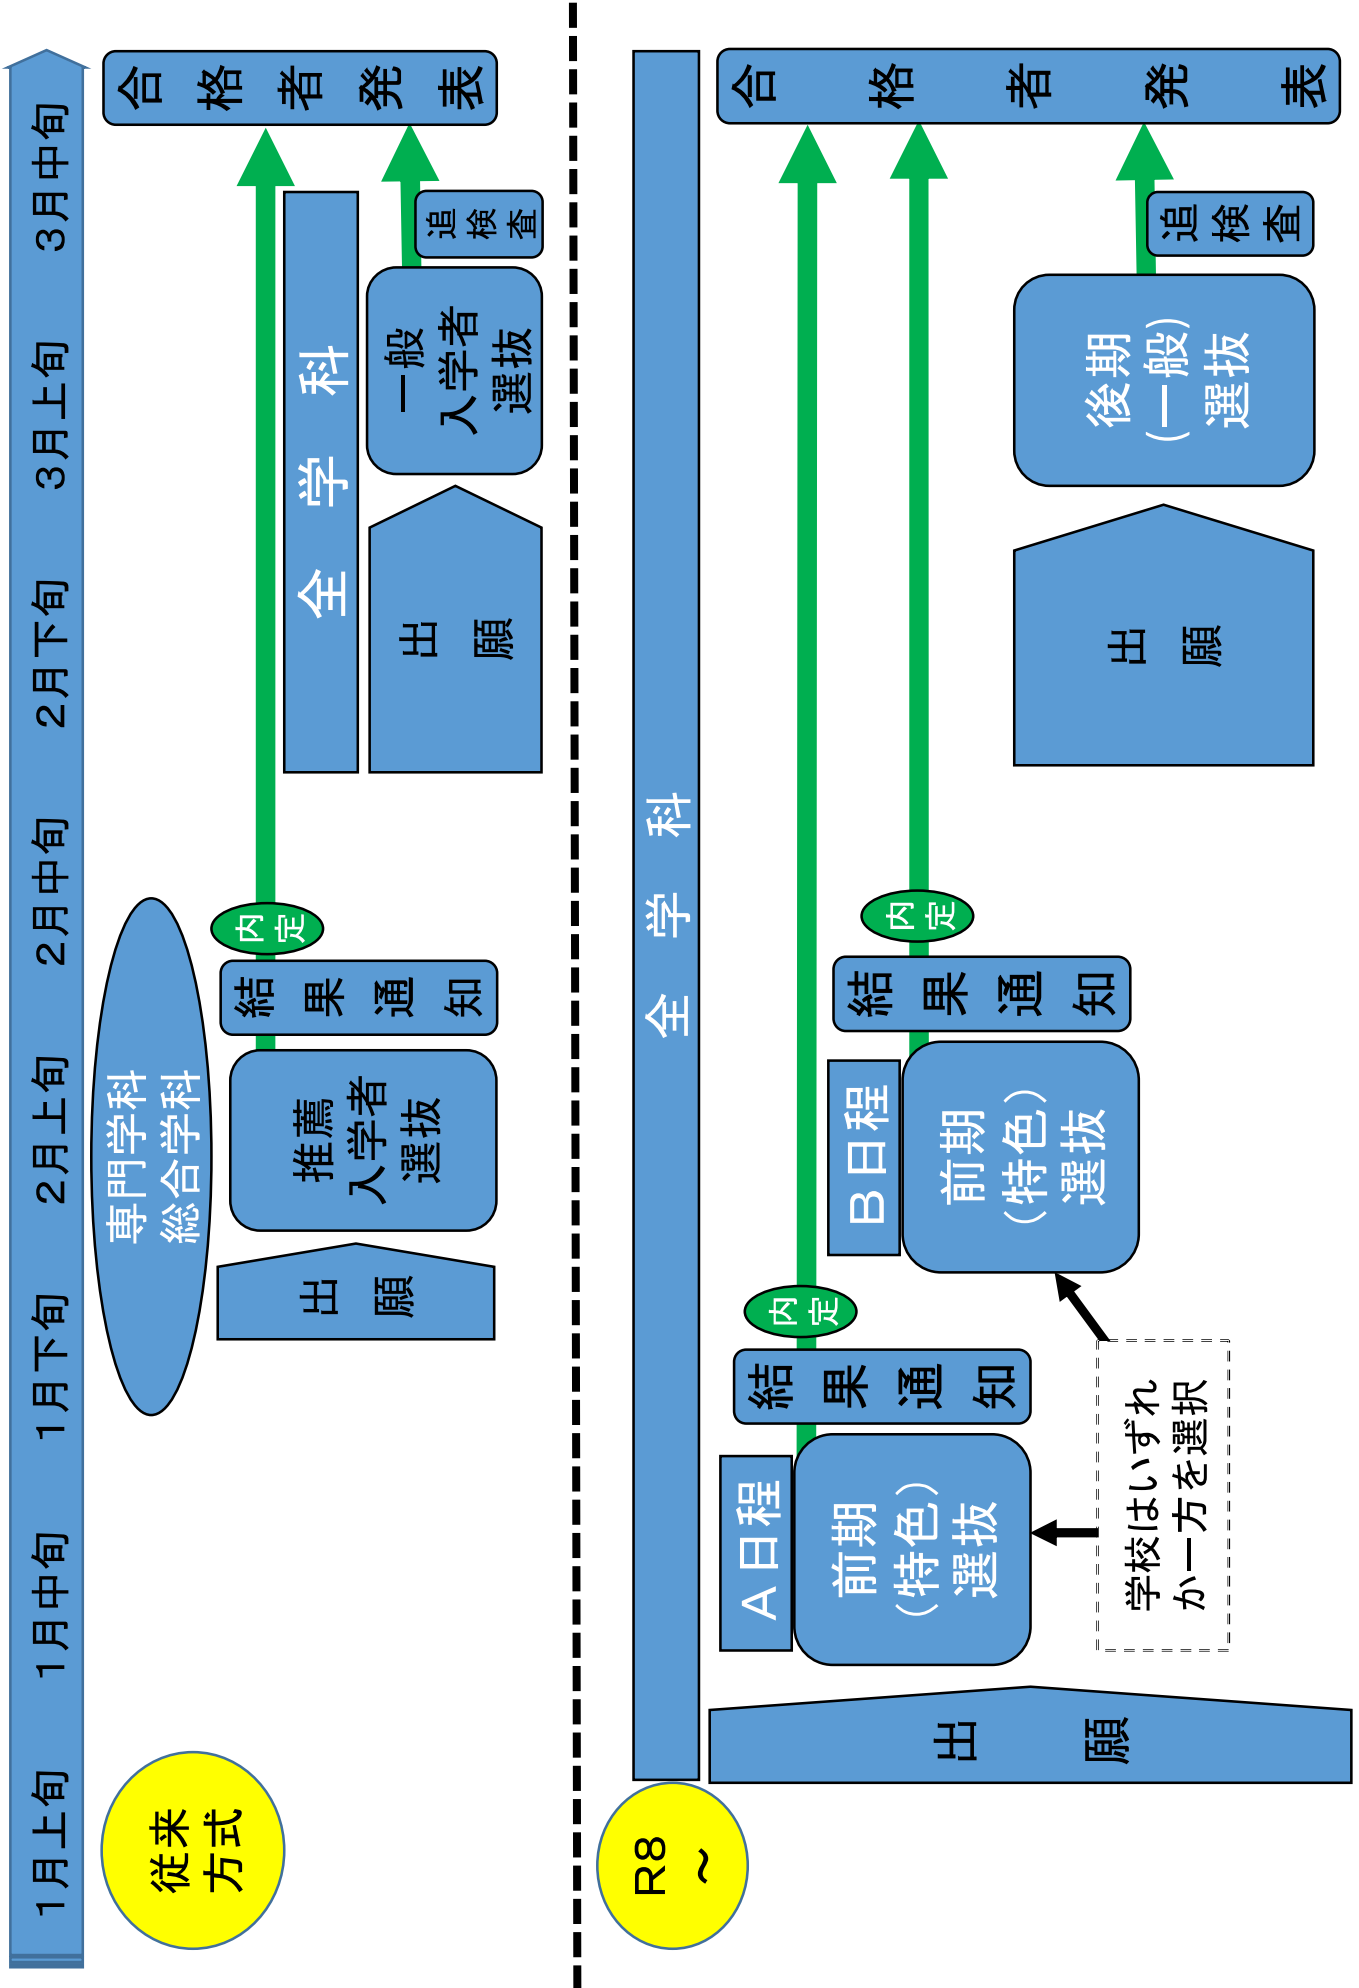 1月上旬
1月中旬
1月下旬
2月上旬
2月中旬
2月下旬
3月上旬
3月中旬
従来
方式
専門学科
総合学科
出願
推薦
入学者
選抜
結果通知
内定
全学科
出願
一般
入学者
選抜
追検査
合格者発表
R8
～
全学科
出願
A日程
前期
(特色)
選抜
結果通知
内定
B日程
前期
(特色)
選抜
結果通知
内定
学校はいずれ
か一方を選択
出願
後期
(一般)
選抜
追検査
合格者発表